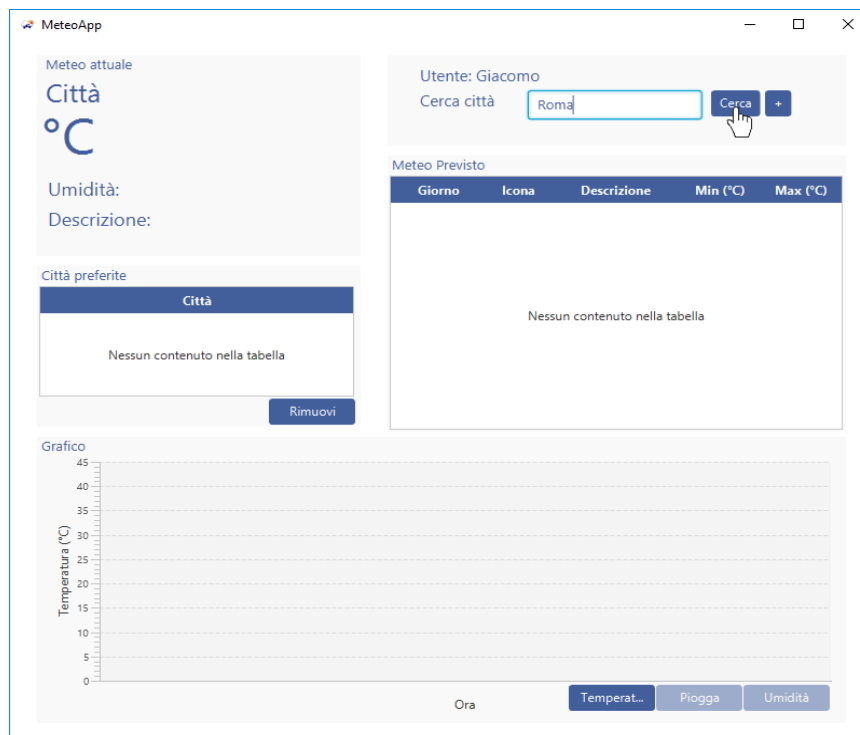 MeteoApp
Meteo attuale
Città
°C
Umidità:
Descrizione:
Utente: Giacomo
Cerca città Roma Cerca +
Meteo Previsto
Giorno Icona Descrizione Min (°C) Max (°C)
Nessun contenuto nella tabella
Città preferite
Città
Nessun contenuto nella tabella
Rimuovi
Grafico
45
40
35
30
25
20
15
10
5
0
Temperatura (°C)
Ora
Temperat... Piogga Umidità